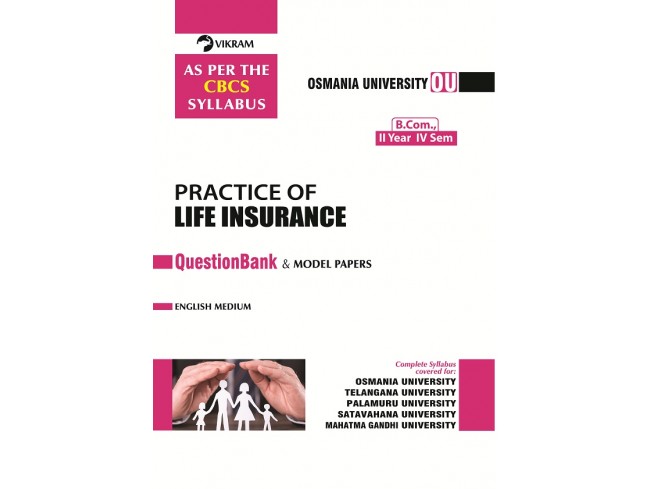 VIKRAM
AS PER THE
CBCS
SYLLABUS
OSMANIA UNIVERSITY OU
B.Com.,
II Year IV Sem
PRACTICE OF
LIFE INSURANCE
QuestionBank & MODEL PAPERS
ENGLISH MEDIUM
Complete Syllabus
covered for:
OSMANIA UNIVERSITY
TELANGANA UNIVERSITY
PALAMURU UNIVERSITY
SATAVAHANA UNIVERSITY
MAHATMA GANDHI UNIVERSITY